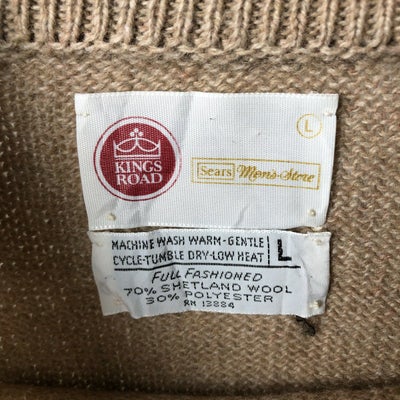 KINGS
ROAD
L
Sears Men's Store
MACHINE WASH WARM-GENTLE
CYCLE-TUMBLE DRY-LOW HEAT
L
FULL FASHIONED
70% SHETLAND WOOL
30% POLYESTER
RN 13884